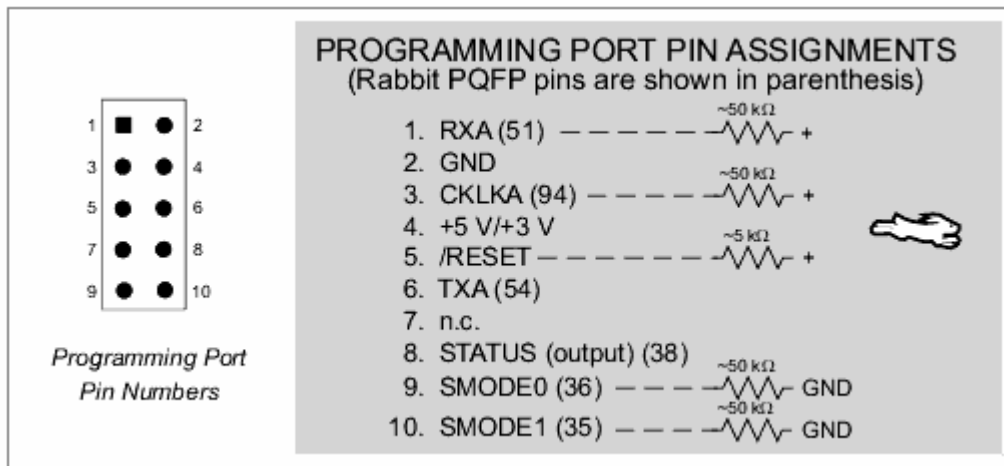 PROGRAMMING PORT PIN ASSIGNMENTS
(Rabbit PQFP pins are shown in parenthesis)
1 2
3 4
5 6
7 8
9 10
Programming Port
Pin Numbers
~50 kΩ
1. RXA (51) +
2. GND
~50 kΩ
3. CKLKA (94) +
4. +5 V/+3 V
~5 kΩ
5. /RESET +
6. TXA (54)
7. n.c.
8. STATUS (output) (38)
~50 kΩ
9. SMODE0 (36) GND
~50 kΩ
10. SMODE1 (35) GND